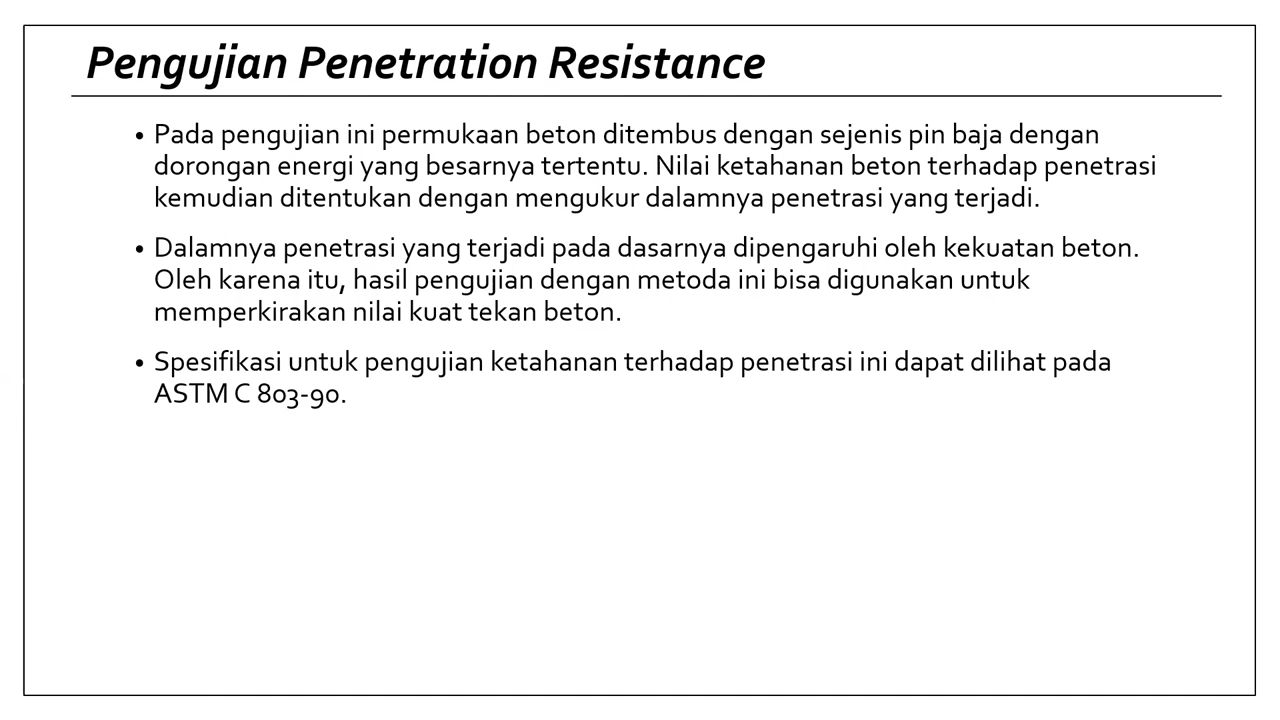 Pengujian Penetration Resistance
• Pada pengujian ini permukaan beton ditembus dengan sejenis pin baja dengan
dorongan energi yang besarnya tertentu. Nilai ketahanan beton terhadap penetrasi
kemudian ditentukan dengan mengukur dalamnya penetrasi yang terjadi.
• Dalamnya penetrasi yang terjadi pada dasarnya dipengaruhi oleh kekuatan beton.
Oleh karena itu, hasil pengujian dengan metoda ini bisa digunakan untuk
memperkirakan nilai kuat tekan beton.
• Spesifikasi untuk pengujian ketahanan terhadap penetrasi ini dapat dilihat pada
ASTM C 803-90.